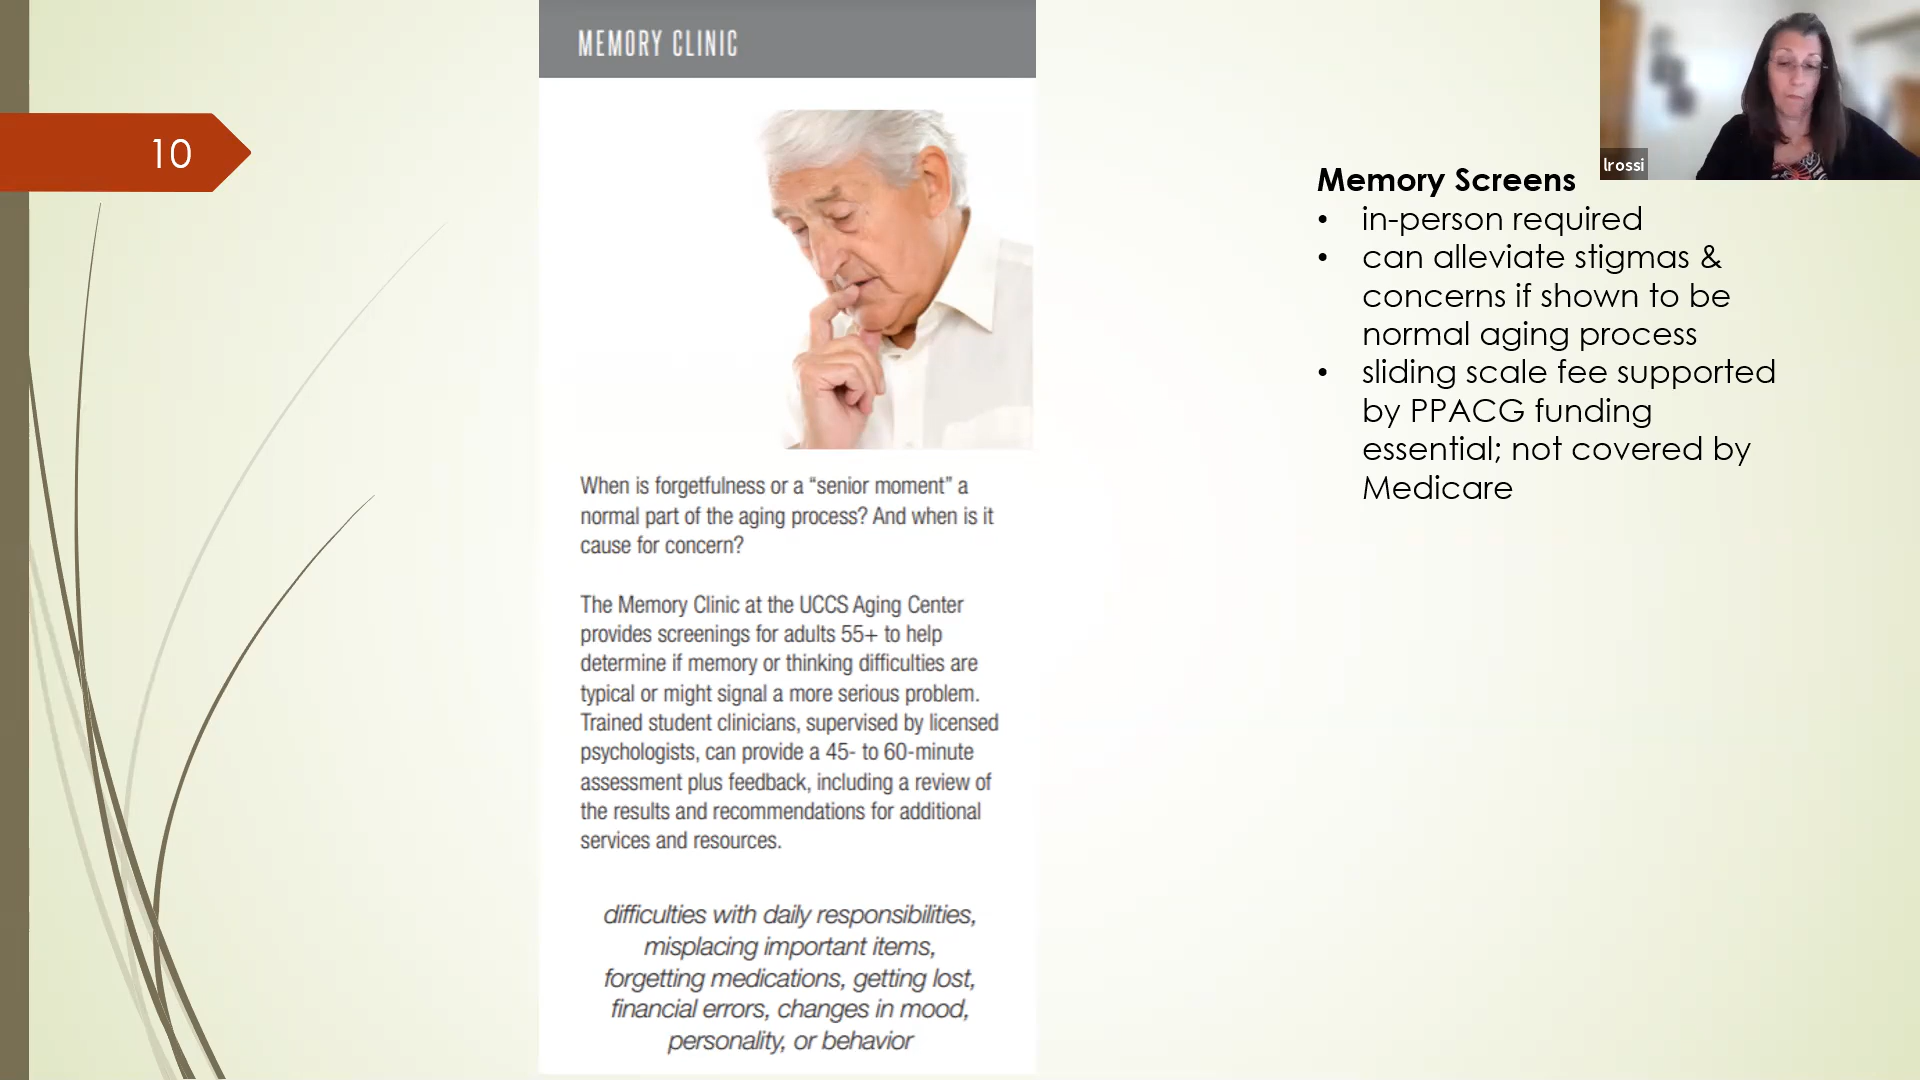 MEMORY CLINIC
10
When is forgetfulness or a “senior moment” a
normal part of the aging process? And when is it
cause for concern?
The Memory Clinic at the UCCS Aging Center
provides screenings for adults 55+ to help
determine if memory or thinking difficulties are
typical or might signal a more serious problem.
Trained student clinicians, supervised by licensed
psychologists, can provide a 45- to 60-minute
assessment plus feedback, including a review of
the results and recommendations for additional
services and resources.
difficulties with daily responsibilities,
misplacing important items,
forgetting medications, getting lost,
financial errors, changes in mood,
personality, or behavior
Memory Screens
• in-person required
• can alleviate stigmas &
concerns if shown to be
normal aging process
• sliding scale fee supported
by PPACG funding
essential; not covered by
Medicare
lrossi